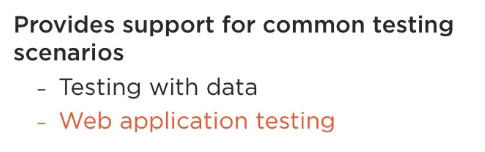 Provides support for common testing
scenarios
– Testing with data
– Web application testing